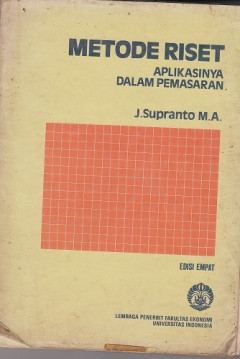 METODE RISET
APLIKASINYA
DALAM PEMASARAN.
J.Supranto M.A.
EDISI EMPAT
LEMBAGA PENERBIT FAKULTAS EKONOMI
UNIVERSITAS INDONESIA